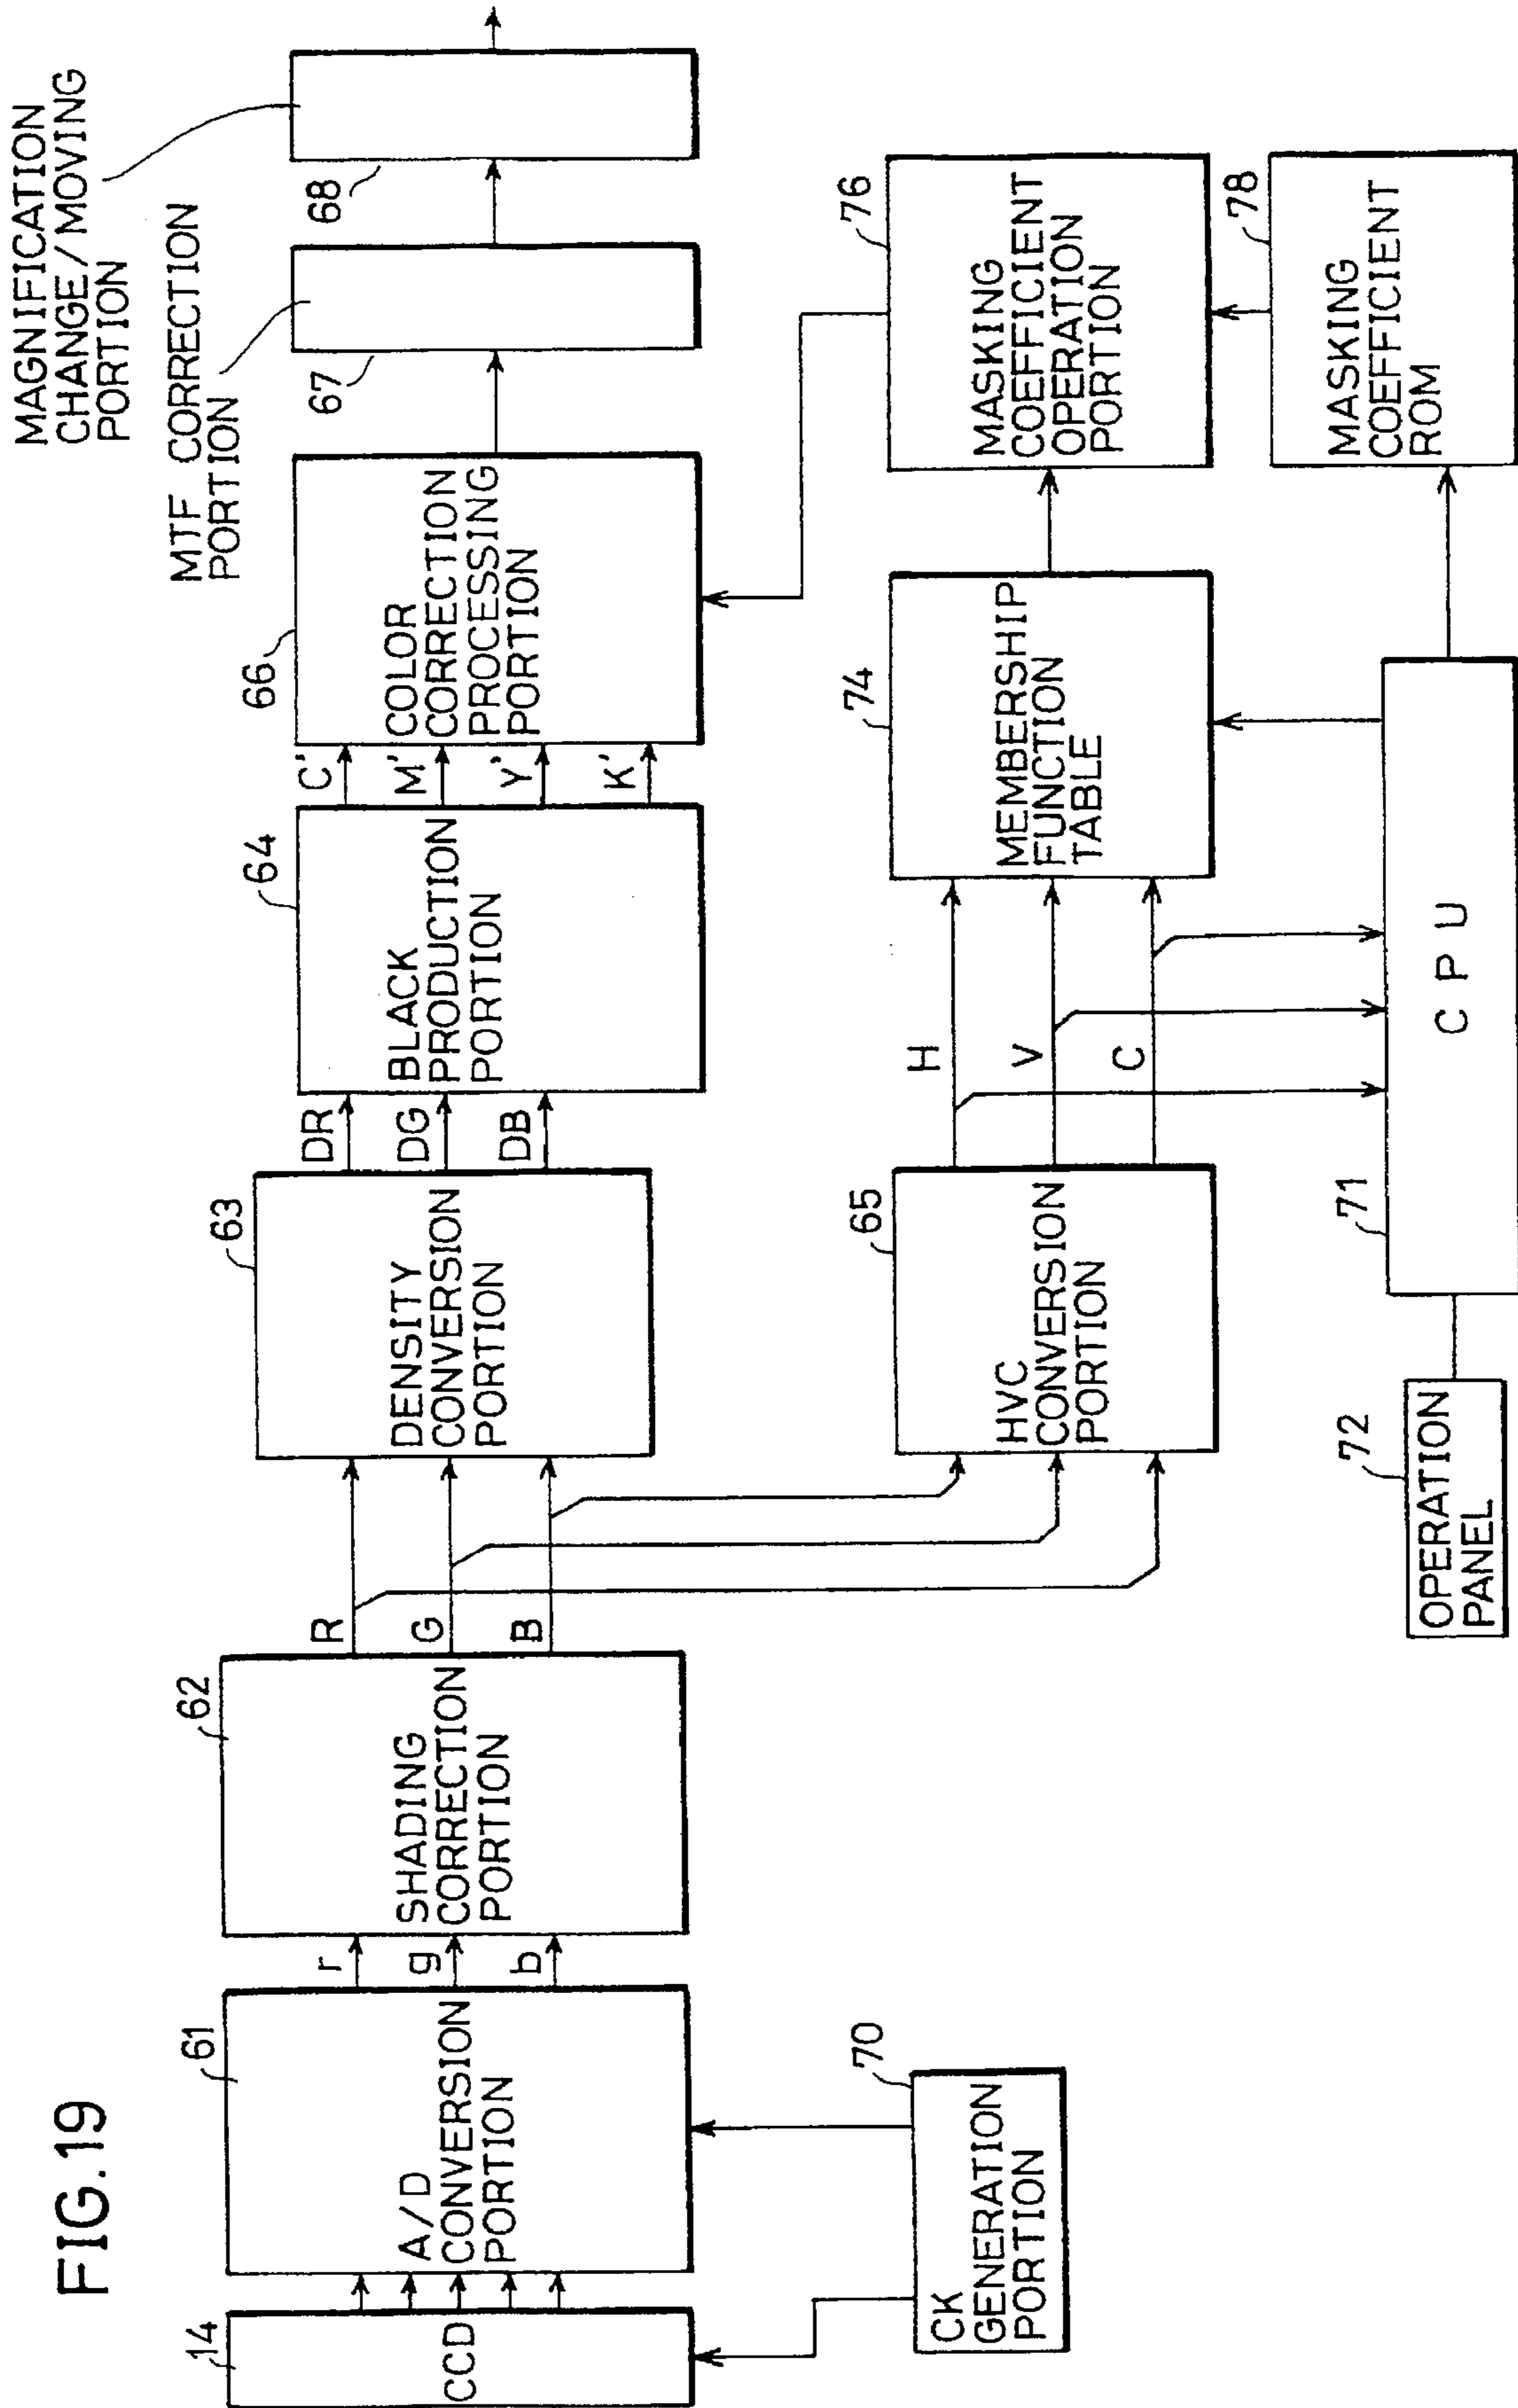 FIG.19
14
CCD
61
A/D
CONVERSION
PORTION
r
g
b
62
SHADING
CORRECTION
PORTION
R
G
B
63
DENSITY
CONVERSION
PORTION
DR
DG
DB
64
BLACK
PRODUCTION
PORTION
C'
M'
Y'
K'
66
COLOR
CORRECTION
PROCESSING
PORTION
67
MTF CORRECTION
PORTION
68
MAGNIFICATION
CHANGE/MOVING
PORTION
70
CK
GENERATION
PORTION
65
HVC
CONVERSION
PORTION
H
V
C
74
MEMBERSHIP
FUNCTION
TABLE
76
MASKING
COEFFICIENT
OPERATION
PORTION
72
OPERATION
PANEL
71
CPU
78
MASKING
COEFFICIENT
ROM